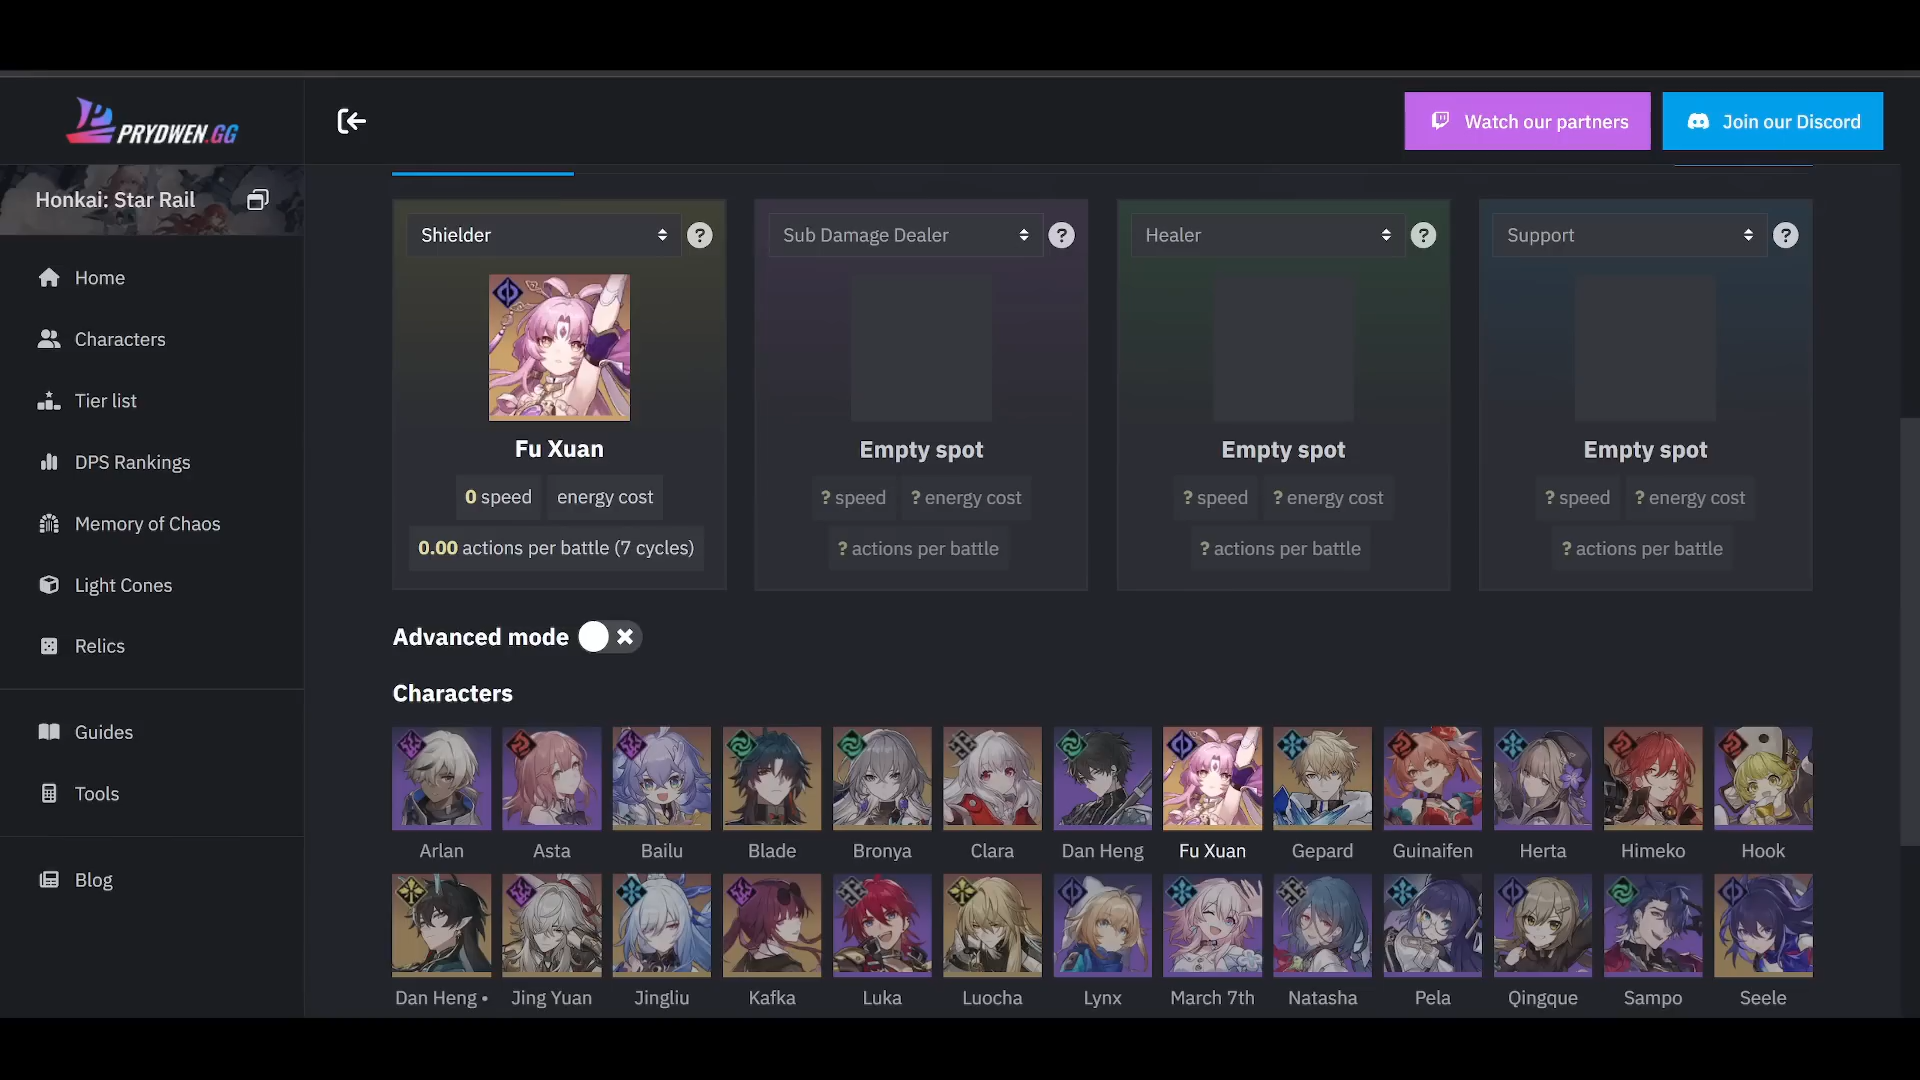 PRYDWEN.GG
Watch our partners
Join our Discord
Honkai: Star Rail
Home
Characters
Tier list
DPS Rankings
Memory of Chaos
Light Cones
Relics
Guides
Tools
Blog
Shielder
?
Sub Damage Dealer
?
Healer
?
Support
?
Fu Xuan
Empty spot
Empty spot
Empty spot
0 speed
energy cost
? speed
? energy cost
? speed
? energy cost
? speed
? energy cost
0.00 actions per battle (7 cycles)
? actions per battle
? actions per battle
? actions per battle
Advanced mode
Characters
Arlan
Asta
Bailu
Blade
Bronya
Clara
Dan Heng
Fu Xuan
Gepard
Guinaifen
Herta
Himeko
Hook
Dan Heng •
Jing Yuan
Jingliu
Kafka
Luka
Luocha
Lynx
March 7th
Natasha
Pela
Qingque
Sampo
Seele